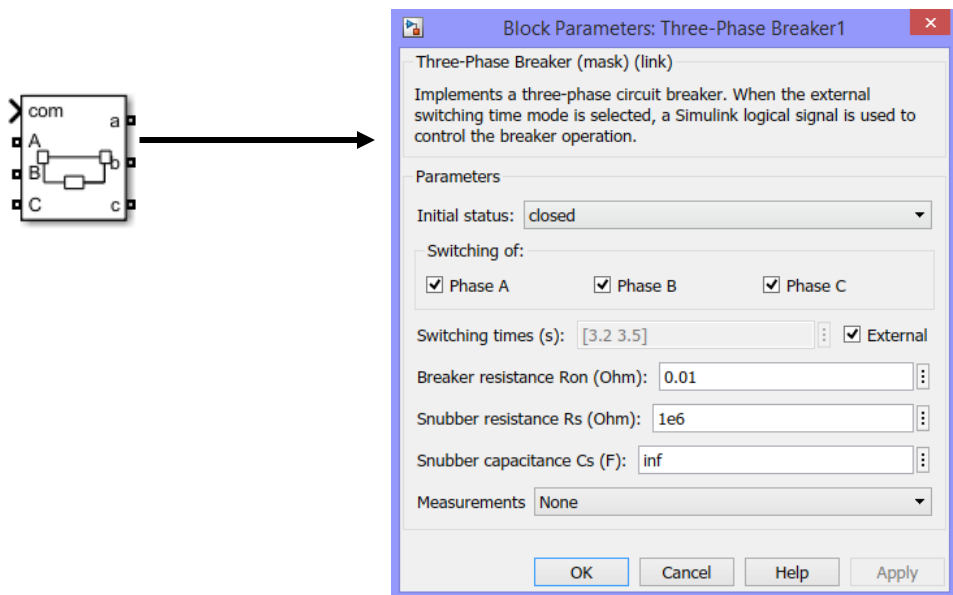 com
a
A
b
B
C
c
Block Parameters: Three-Phase Breaker1
Three-Phase Breaker (mask) (link)
Implements a three-phase circuit breaker. When the external
switching time mode is selected, a Simulink logical signal is used to
control the breaker operation.
Parameters
Initial status: closed
Switching of:
Phase A Phase B Phase C
Switching times (s): [3.2 3.5] External
Breaker resistance Ron (Ohm): 0.01
Snubber resistance Rs (Ohm): 1e6
Snubber capacitance Cs (F): inf
Measurements None
OK Cancel Help Apply